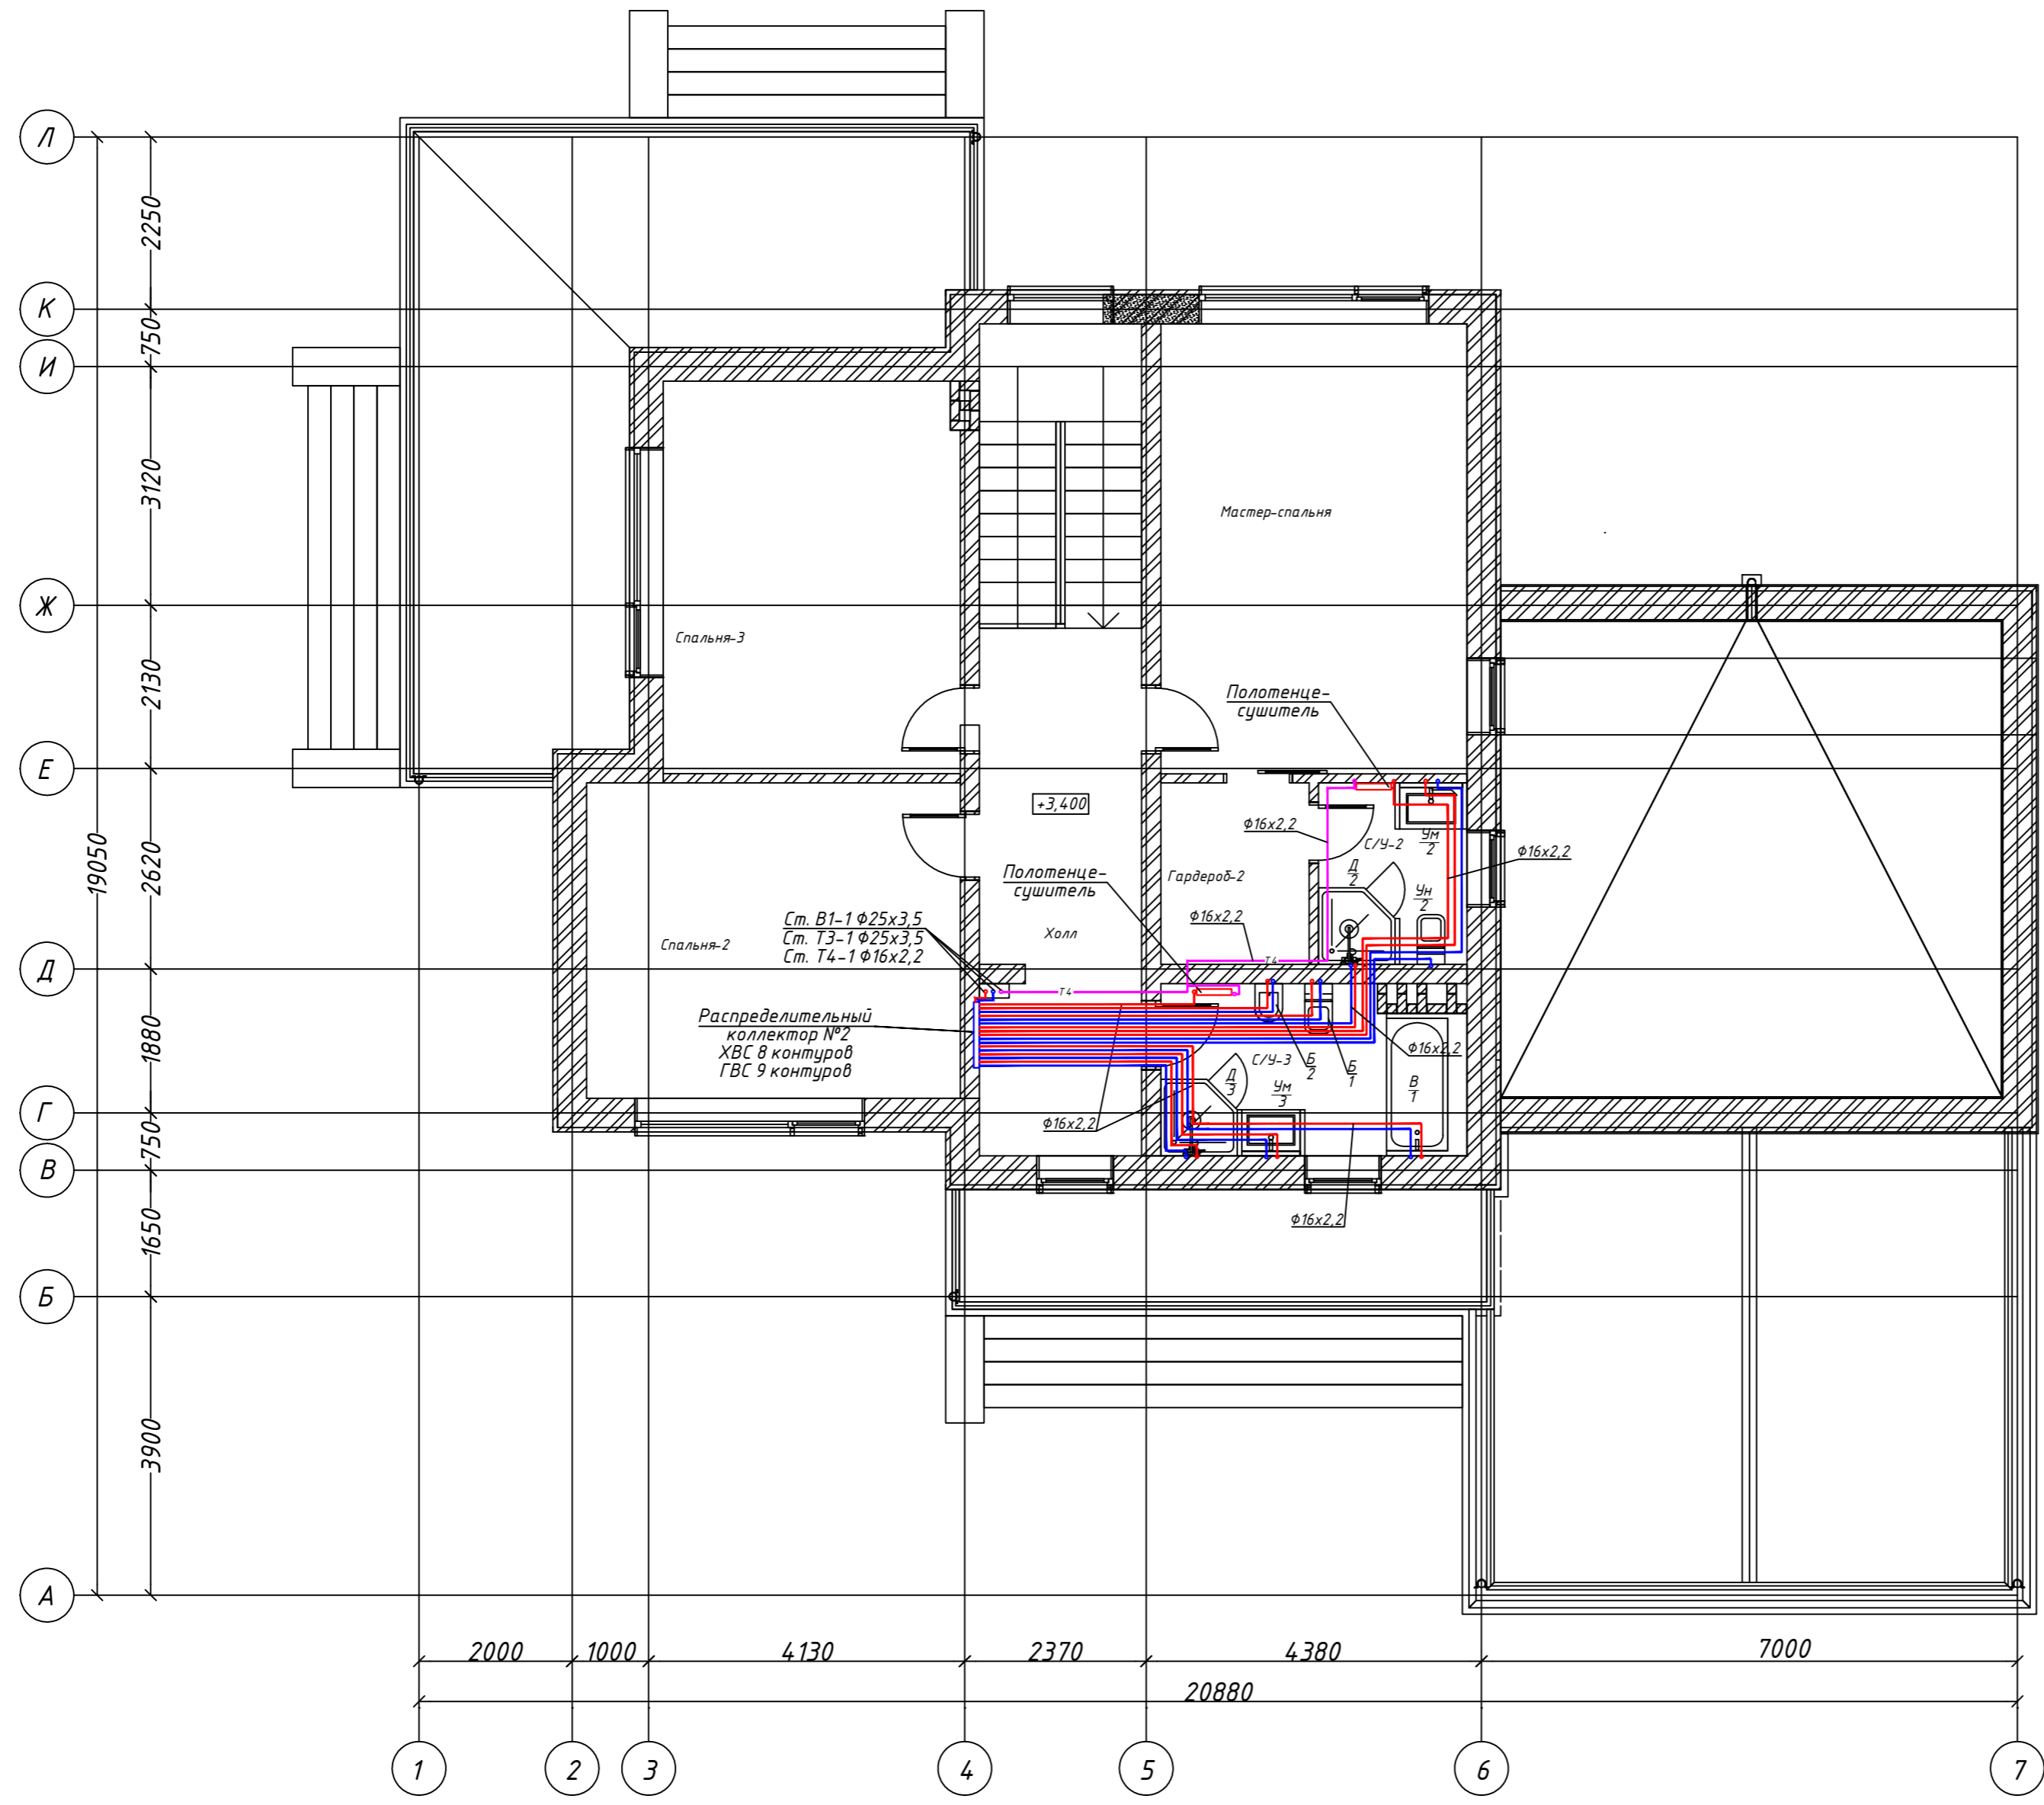 Л
2250
К
750
И
3120
Мастер-спальня
Ж
Спальня-3
2130
Полотенце-
сушитель
Е
+3,400
19050
2620
Ф16х2,2
С/У-2
Ум
2
Ф16х2,2
Полотенце-
сушитель
Гардероб-2
Д
2
Ун
2
Ст. В1-1 Ф25х3,5
Ст. Т3-1 Ф25х3,5
Ст. Т4-1 Ф16х2,2
Ф16х2,2
Спальня-2
Холл
Д
Т4
Т4
Распределительный
коллектор №2
ХВС 8 контуров
ГВС 9 контуров
1880
Ф16х2,2
С/У-3
Б
2
Б
1
Д
3
Ум
3
В
1
Г
Ф16х2,2
750
В
1650
Ф16х2,2
Б
3900
А
2000
1000
4130
2370
4380
7000
20880
1
2
3
4
5
6
7